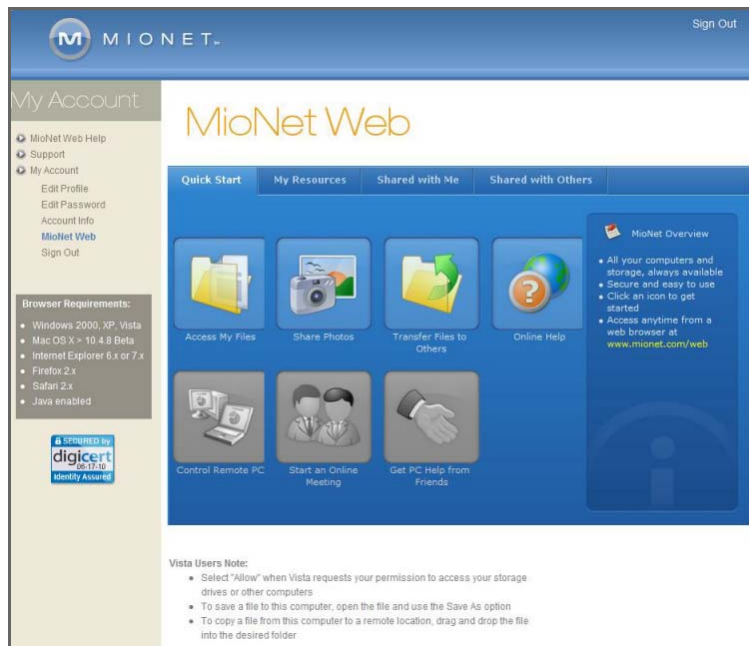 Sign Out
M MIONET™
My Account
MioNet Web Help
Support
My Account
Edit Profile
Edit Password
Account Info
MioNet Web
Sign Out
Browser Requirements:
Windows 2000, XP, Vista
Mac OS X > 10.4.8 Beta
Internet Explorer 6.x or 7.x
Firefox 2.x
Safari 2.x
Java enabled
SECURED by
digicert
06-17-10
Identity Assured
MioNet Web
Quick Start My Resources Shared with Me Shared with Others
Access My Files
Share Photos
Transfer Files to
Others
Online Help
Control Remote PC
Start an Online
Meeting
Get PC Help from
Friends
MioNet Overview
All your computers and
storage, always available
Secure and easy to use
Click an icon to get
started
Access anytime from a
web browser at
www.mionet.com/web
Vista Users Note:
Select "Allow" when Vista requests your permission to access your storage
drives or other computers
To save a file to this computer, open the file and use the Save As option
To copy a file from this computer to a remote location, drag and drop the file
into the desired folder